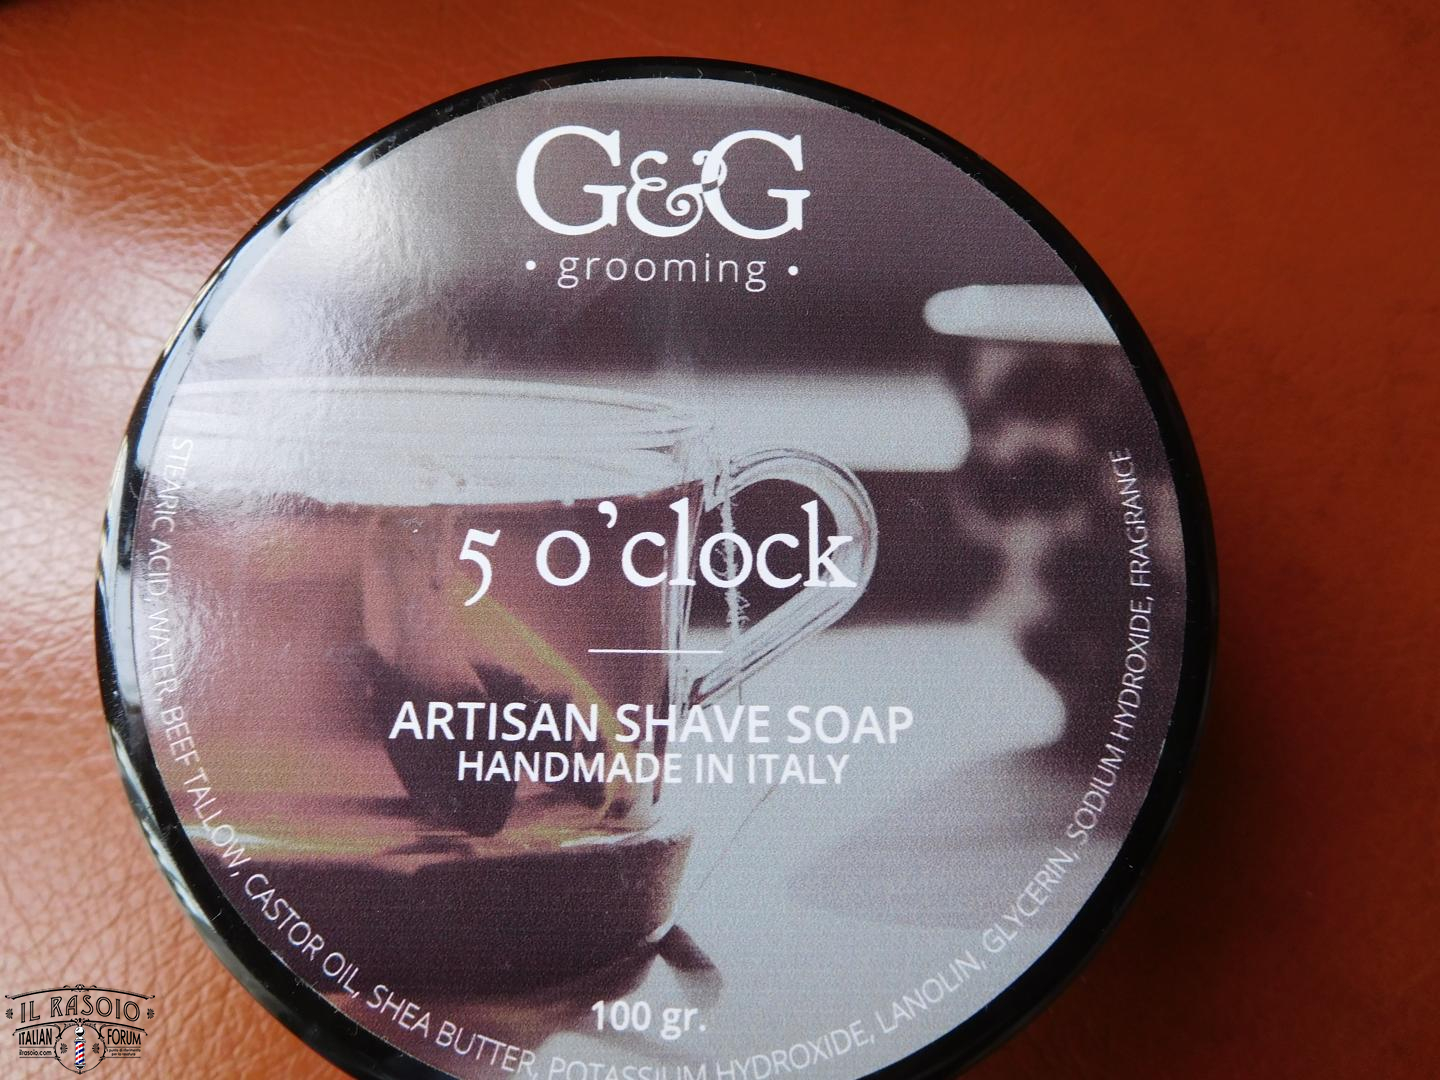 G&G
• grooming •
5 o'clock
ARTISAN SHAVE SOAP
HANDMADE IN ITALY
100 gr.
STEARIC ACID, WATER, BEEF TALLOW, CASTOR OIL, SHEA BUTTER, POTASSIUM HYDROXIDE, LANOLIN, GLYCERIN, SODIUM HYDROXIDE, FRAGRANCE
IL RASOIO
ITALIAN FORUM
ilrasoio.com